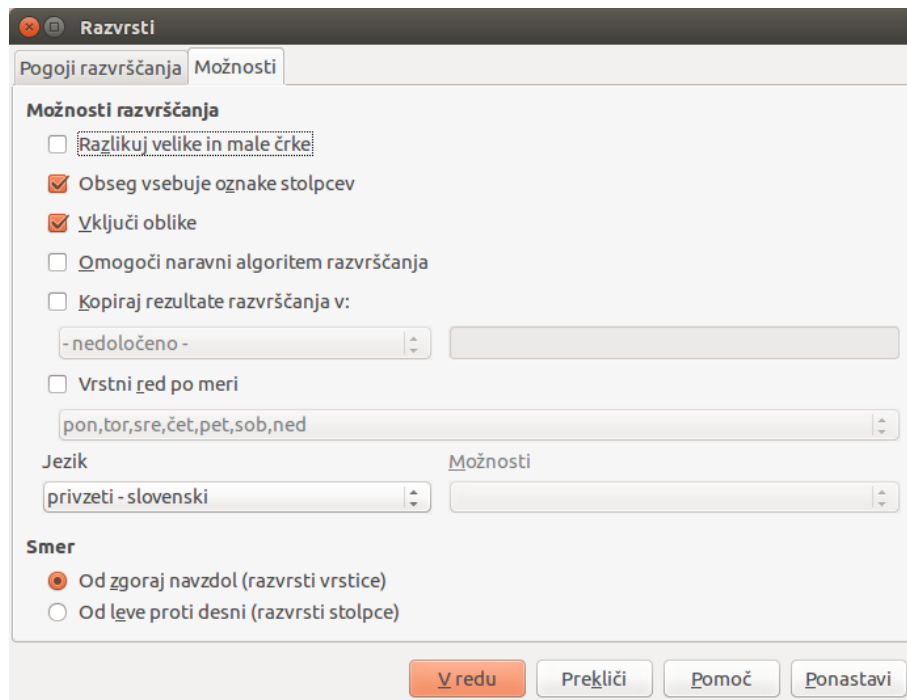 Razvrsti
Pogoji razvrščanja Možnosti
Možnosti razvrščanja
Razlikuj velike in male črke
Obseg vsebuje oznake stolpcev
Vključi oblike
Omogoči naravni algoritem razvrščanja
Kopiraj rezultate razvrščanja v:
- nedoločeno -
Vrstni red po meri
pon,tor,sre,čet,pet,sob,ned
Jezik Možnosti
privzeti - slovenski
Smer
Od zgoraj navzdol (razvrsti vrstice)
Od leve proti desni (razvrsti stolpce)
V redu Prekliči Pomoč Ponastavi